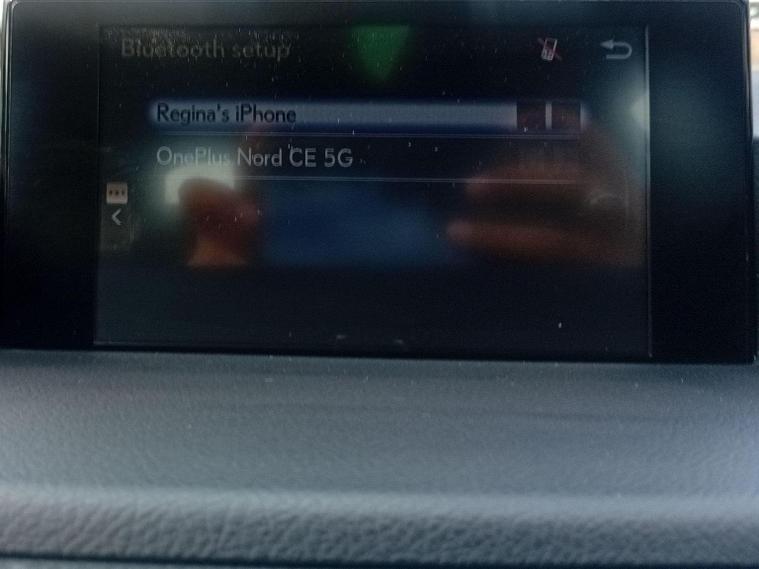 Bluetooth setup
Regina's iPhone
OnePlus Nord CE 5G